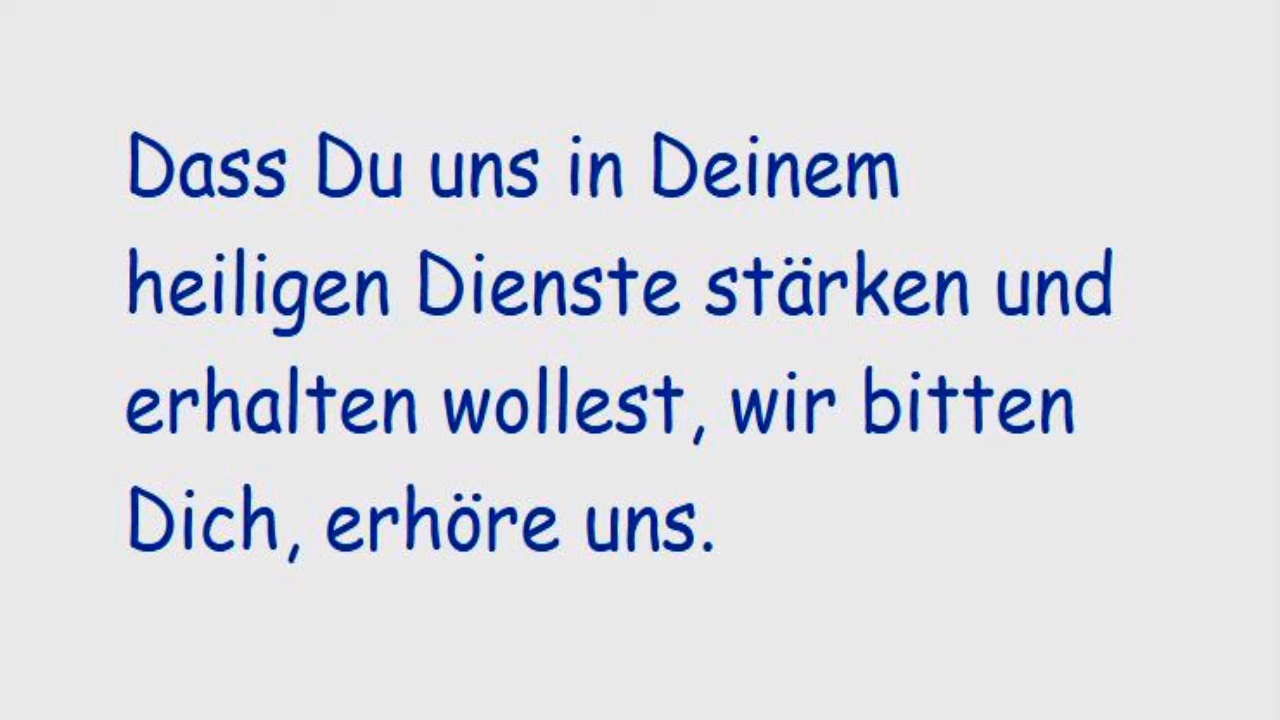 Dass Du uns in Deinem
heiligen Dienste stärken und
erhalten wollest, wir bitten
Dich, erhöre uns.